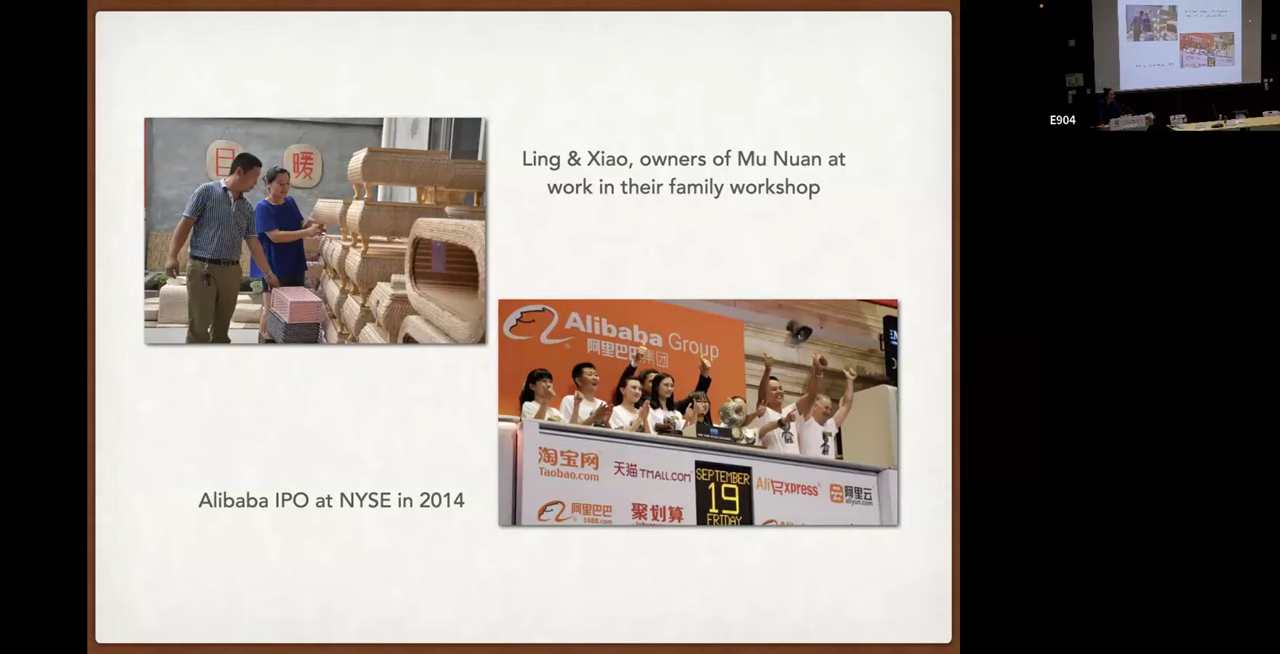 目 暖
Ling & Xiao, owners of Mu Nuan at
work in their family workshop
Alibaba Group
阿里巴巴集团
淘宝网
Taobao.com
天猫 TMALL.COM
SEPTEMBER
19
FRIDAY
AliExpress
阿里云
aliyun.com
阿里巴巴
1688.com
聚划算
Alibaba IPO at NYSE in 2014
E904